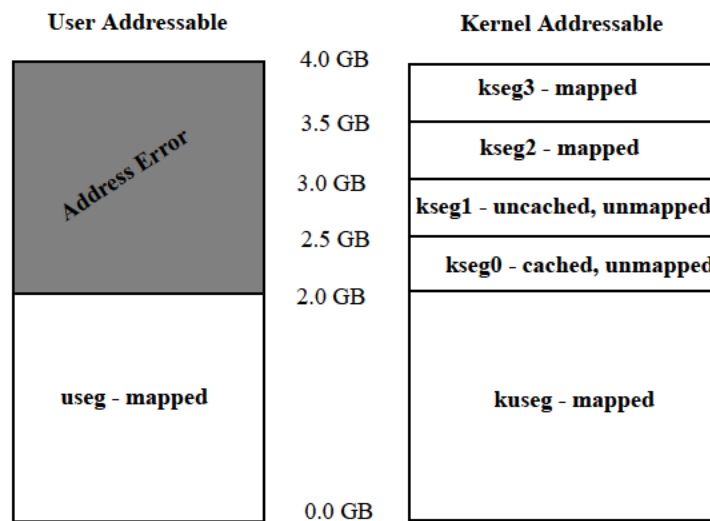 User Addressable
Kernel Addressable
4.0 GB
kseg3 - mapped
3.5 GB
kseg2 - mapped
Address Error
3.0 GB
kseg1 - uncached, unmapped
2.5 GB
kseg0 - cached, unmapped
2.0 GB
useg - mapped
kuseg - mapped
0.0 GB